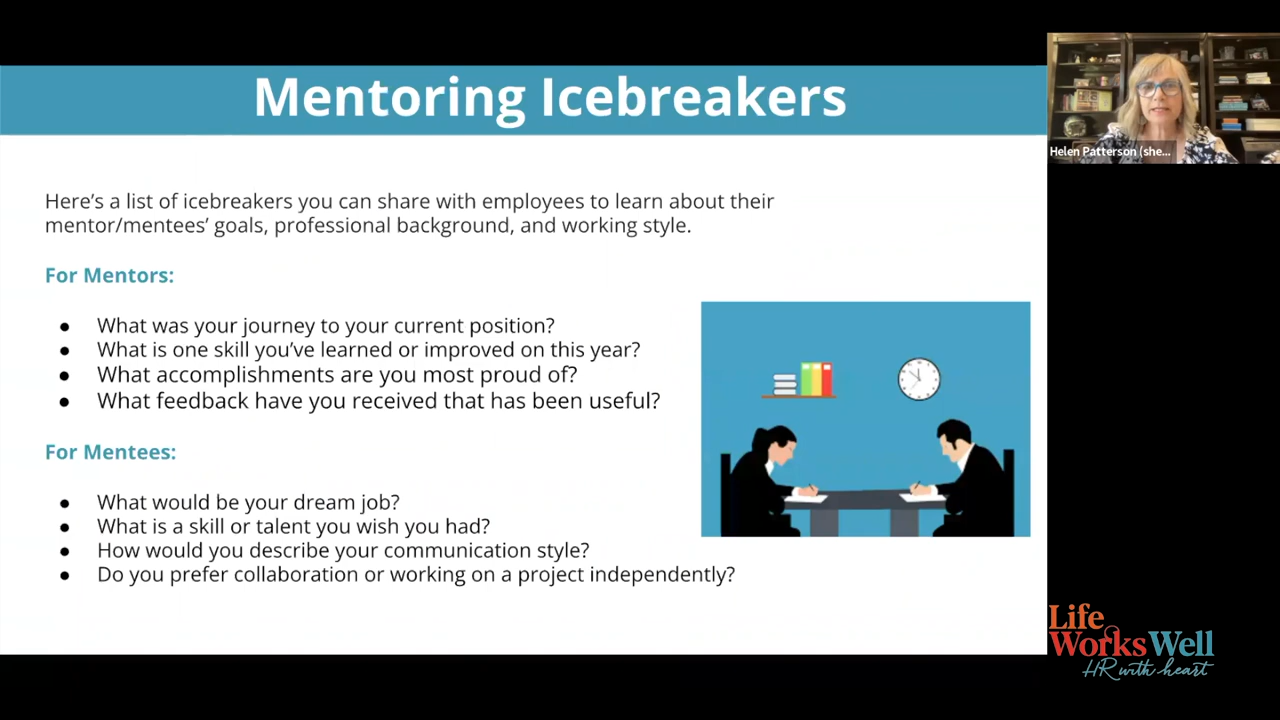 Mentoring Icebreakers
Here's a list of icebreakers you can share with employees to learn about their
mentor/mentees' goals, professional background, and working style.
For Mentors:
● What was your journey to your current position?
● What is one skill you've learned or improved on this year?
● What accomplishments are you most proud of?
● What feedback have you received that has been useful?
For Mentees:
● What would be your dream job?
● What is a skill or talent you wish you had?
● How would you describe your communication style?
● Do you prefer collaboration or working on a project independently?
Helen Patterson (she...
Life
Works Well
HR with heart